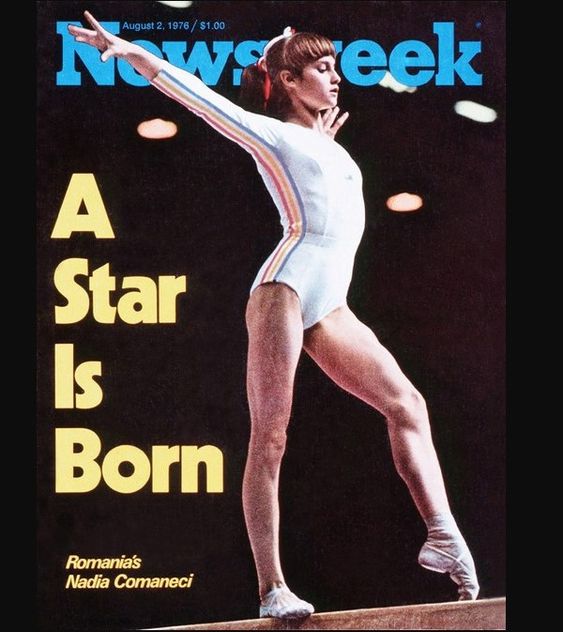 August 2, 1976 / $1.00
Newsweek
A
Star
Is
Born
Romania's
Nadia Comaneci